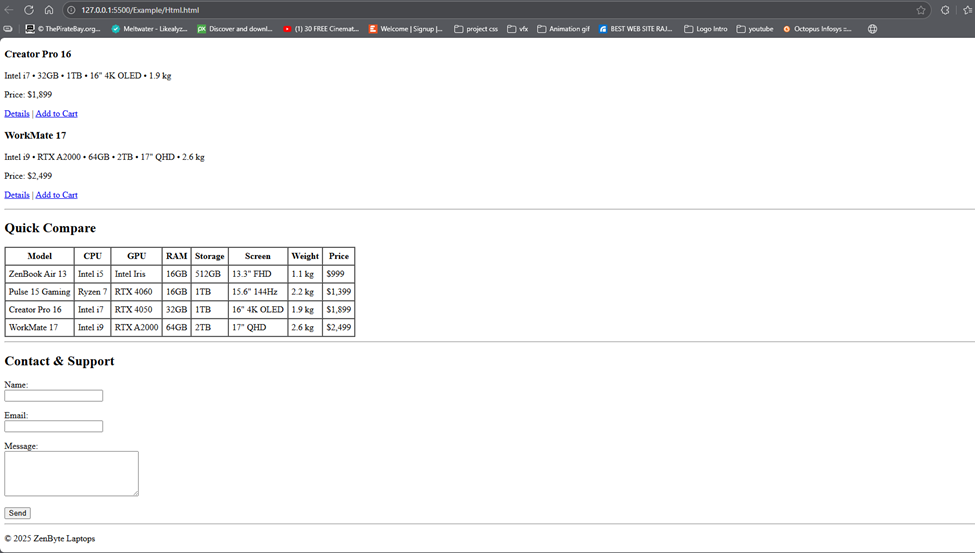 127.0.0.1:5500/Example/Html.html
© ThePirateBay.org...
Meltwater - Likealyz...
Discover and downl...
(1) 30 FREE Cinemat...
Welcome | Signup |...
project css
vfx
Animation gif
BEST WEB SITE RAJ...
Logo Intro
youtube
Octopus Infosys =...
Creator Pro 16
Intel i7 • 32GB • 1TB • 16" 4K OLED • 1.9 kg
Price: $1,899
Details | Add to Cart
WorkMate 17
Intel i9 • RTX A2000 • 64GB • 2TB • 17" QHD • 2.6 kg
Price: $2,499
Details | Add to Cart
Quick Compare
Model CPU GPU RAM Storage Screen Weight Price
ZenBook Air 13 Intel i5 Intel Iris 16GB 512GB 13.3" FHD 1.1 kg $999
Pulse 15 Gaming Ryzen 7 RTX 4060 16GB 1TB 15.6" 144Hz 2.2 kg $1,399
Creator Pro 16 Intel i7 RTX 4050 32GB 1TB 16" 4K OLED 1.9 kg $1,899
WorkMate 17 Intel i9 RTX A2000 64GB 2TB 17" QHD 2.6 kg $2,499
Contact & Support
Name:
Email:
Message:
Send
© 2025 ZenByte Laptops